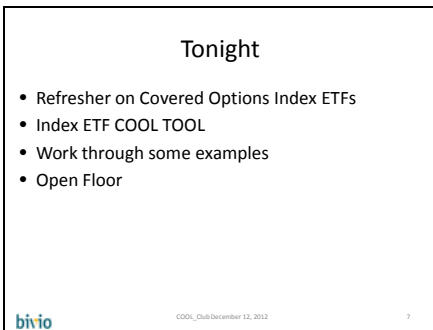 Tonight
• Refresher on Covered Options Index ETFs
• Index ETF COOL TOOL
• Work through some examples
• Open Floor
bivio
COOL_Club December 12, 2012
7